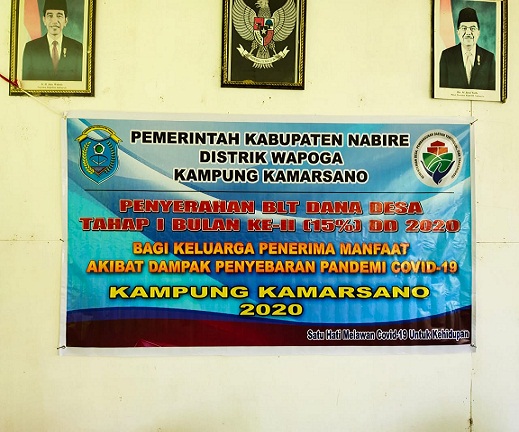 PEMERINTAH KABUPATEN NABIRE
DISTRIK WAPOGA
KAMPUNG KAMARSANO
PENYERAHAN BLT DANA DESA
TAHAP I BULAN KE-II (15%) DD 2020
BAGI KELUARGA PENERIMA MANFAAT
AKIBAT DAMPAK PENYEBARAN PANDEMI COVID-19
KAMPUNG KAMARSANO
2020
Satu Hati Melawan Covid-19 Untuk Kehidupan